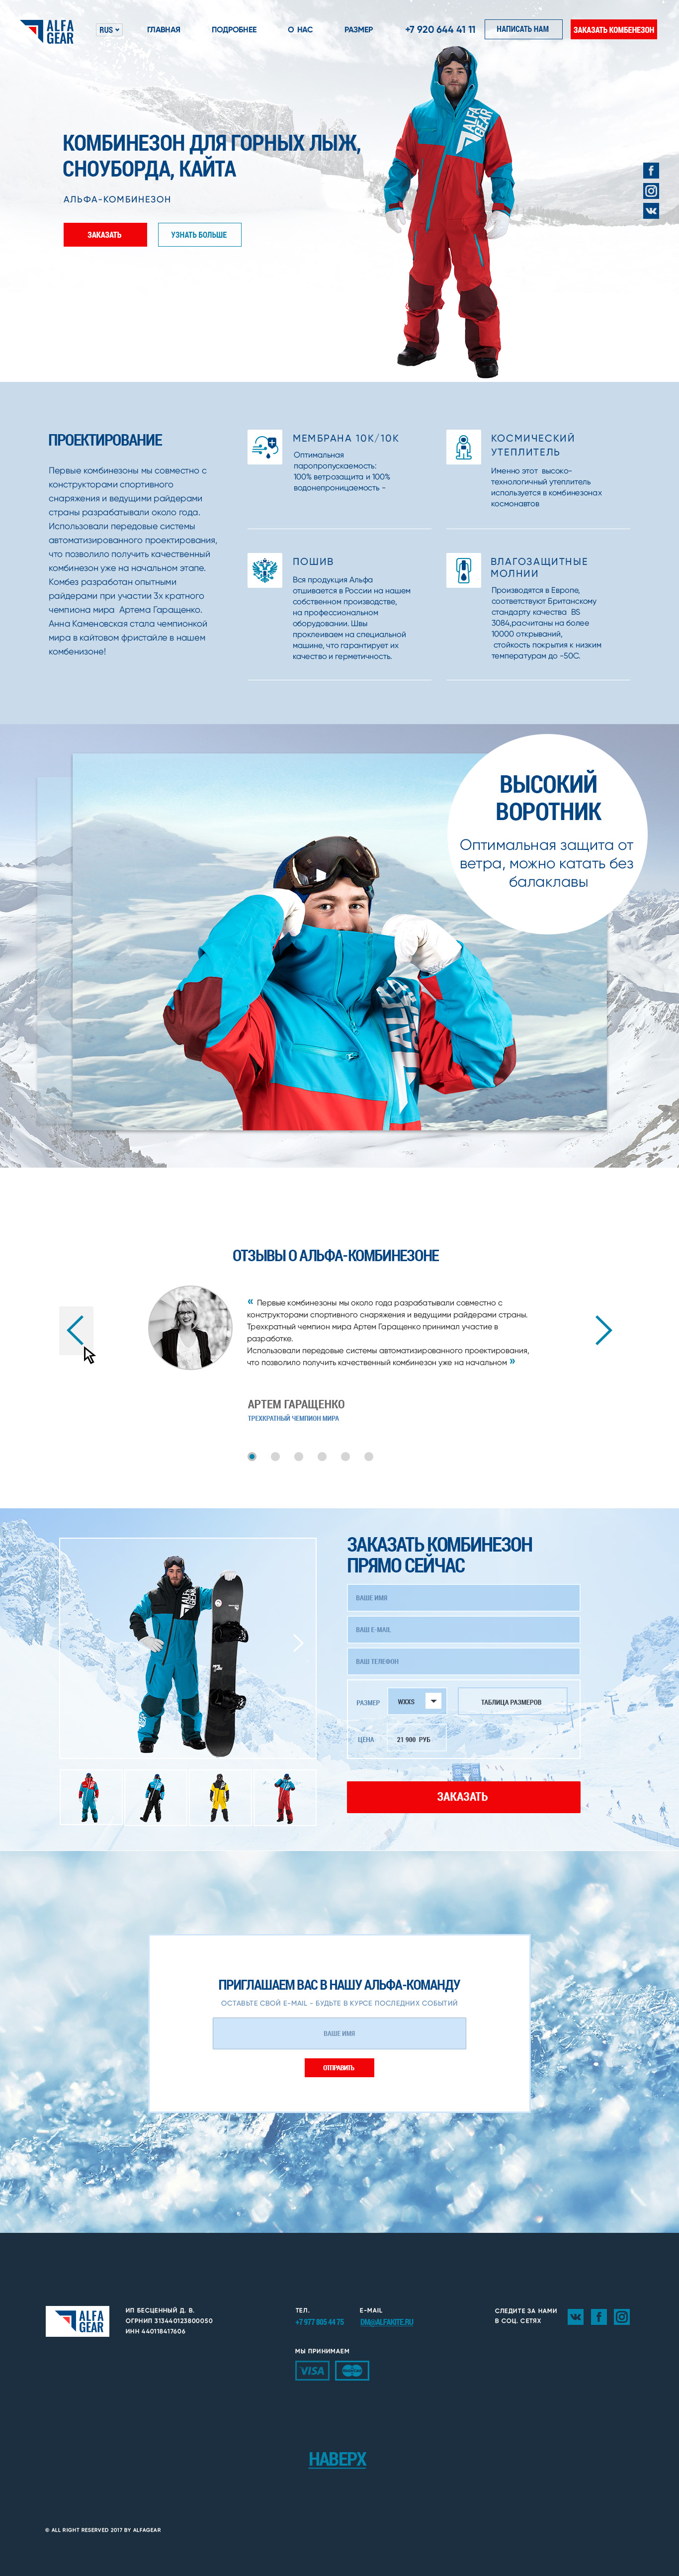 ALFA
GEAR
RUS
ГЛАВНАЯ
ПОДРОБНЕЕ
О НАС
РАЗМЕР
+7 920 644 41 11
НАПИСАТЬ НАМ
ЗАКАЗАТЬ КОМБЕНЕЗОН
КОМБИНЕЗОН ДЛЯ ГОРНЫХ ЛЫЖ,
СНОУБОРДА, КАЙТА
АЛЬФА-КОМБИНЕЗОН
ЗАКАЗАТЬ
УЗНАТЬ БОЛЬШЕ
ALFA
GEAR
ПРОЕКТИРОВАНИЕ
Первые комбинезоны мы совместно с
конструкторами спортивного
снаряжения и ведущими райдерами
страны разрабатывали около года.
Использовали передовые системы
автоматизированного проектирования,
что позволило получить качественный
комбинезон уже на начальном этапе.
Комбез разработан опытными
райдерами при участии 3х кратного
чемпиона мира Артема Гаращенко.
Анна Каменовская стала чемпионкой
мира в кайтовом фристайле в нашем
комбенизоне!
МЕМБРАНА 10K/10K
Оптимальная
паропропускаемость:
100% ветрозащита и 100%
водонепроницаемость -
КОСМИЧЕСКИЙ
УТЕПЛИТЕЛЬ
Именно этот высоко-
технологичный утеплитель
используется в комбинезонах
космонавтов
ПОШИВ
Вся продукция Альфа
отшивается в России на нашем
собственном производстве,
на профессиональном
оборудовании. Швы
проклеиваем на специальной
машине, что гарантирует их
качество и герметичность.
ВЛАГОЗАЩИТНЫЕ
МОЛНИИ
Производятся в Европе,
соответствуют Британскому
стандарту качества BS
3084,расчитаны на более
10000 открываний,
стойкость покрытия к низким
температурам до -50С.
ВЫСОКИЙ
ВОРОТНИК
Оптимальная защита от
ветра, можно катать без
балаклавы
ОТЗЫВЫ О АЛЬФА-КОМБИНЕЗОНЕ
« Первые комбинезоны мы около года разрабатывали совместно с
конструкторами спортивного снаряжения и ведущими райдерами страны.
Трехкратный чемпион мира Артем Гаращенко принимал участие в
разработке.
Использовали передовые системы автоматизированного проектирования,
что позволило получить качаственный комбинезон уже на начальном »
АРТЕМ ГАРАЩЕНКО
ТРЕХКРАТНЫЙ ЧЕМПИОН МИРА
ЗАКАЗАТЬ КОМБИНЕЗОН
ПРЯМО СЕЙЧАС
ВАШЕ ИМЯ
ВАШ E-MAIL
ВАШ ТЕЛЕФОН
РАЗМЕР
WXXS
ТАБЛИЦА РАЗМЕРОВ
ЦЕНА
21 900 РУБ
ЗАКАЗАТЬ
ПРИГЛАШАЕМ ВАС В НАШУ АЛЬФА-КОМАНДУ
ОСТАВЬТЕ СВОЙ E-MAIL - БУДЬТЕ В КУРСЕ ПОСЛЕДНИХ СОБЫТИЙ
ВАШЕ ИМЯ
ОТПРАВИТЬ
ALFA
GEAR
ИП БЕСЦЕННЫЙ Д. В.
ОГРНИП 313440123800050
ИНН 440118417606
ТЕЛ.
+7 977 805 44 75
E-MAIL
DM@ALFAKITE.RU
МЫ ПРИНИМАЕМ
VISA
MasterCard
СЛЕДИТЕ ЗА НАМИ
В СОЦ. СЕТЯХ
НАВЕРХ
© ALL RIGHT RESERVED 2017 BY ALFAGEAR